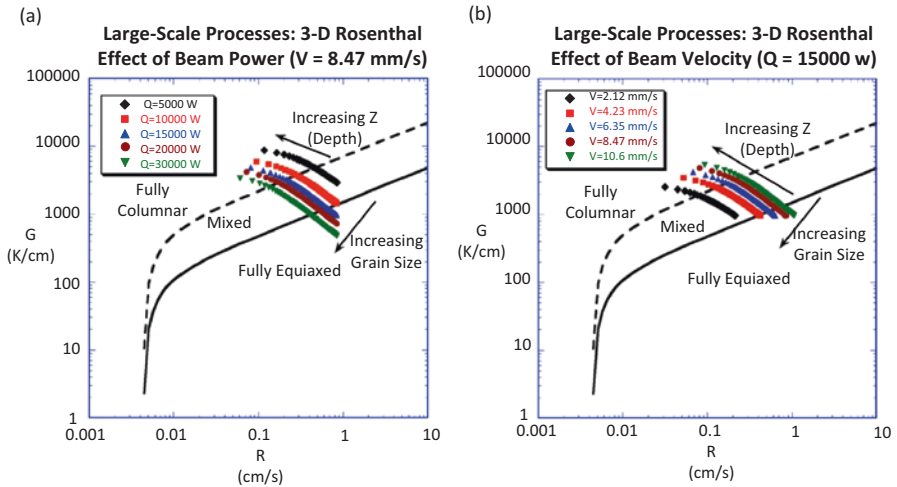 (a)
Large-Scale Processes: 3-D Rosenthal
Effect of Beam Power (V = 8.47 mm/s)
100000
10000
1000
100
10
1
G
(K/cm)
Q=5000 W
Q=10000 W
Q=15000 W
Q=20000 W
Q=30000 W
Increasing Z
(Depth)
Fully
Columnar
Mixed
Increasing
Grain Size
Fully Equiaxed
0.001
0.01
0.1
1
10
R
(cm/s)
(b)
Large-Scale Processes: 3-D Rosenthal
Effect of Beam Velocity (Q = 15000 w)
100000
10000
1000
100
10
1
G
(K/cm)
V=2.12 mm/s
V=4.23 mm/s
V=6.35 mm/s
V=8.47 mm/s
V=10.6 mm/s
Increasing Z
(Depth)
Fully
Columnar
Mixed
Increasing
Grain Size
Fully Equiaxed
0.001
0.01
0.1
1
10
R
(cm/s)